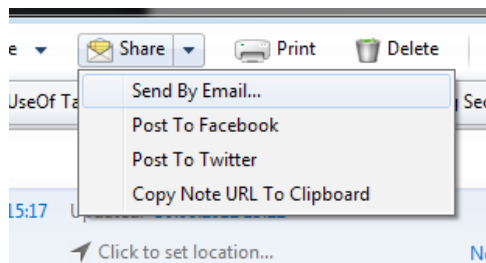 e Share Print Delete
Send By Email...
UseOf Ta
Post To Facebook
Post To Twitter
Copy Note URL To Clipboard
15:17
Click to set location...